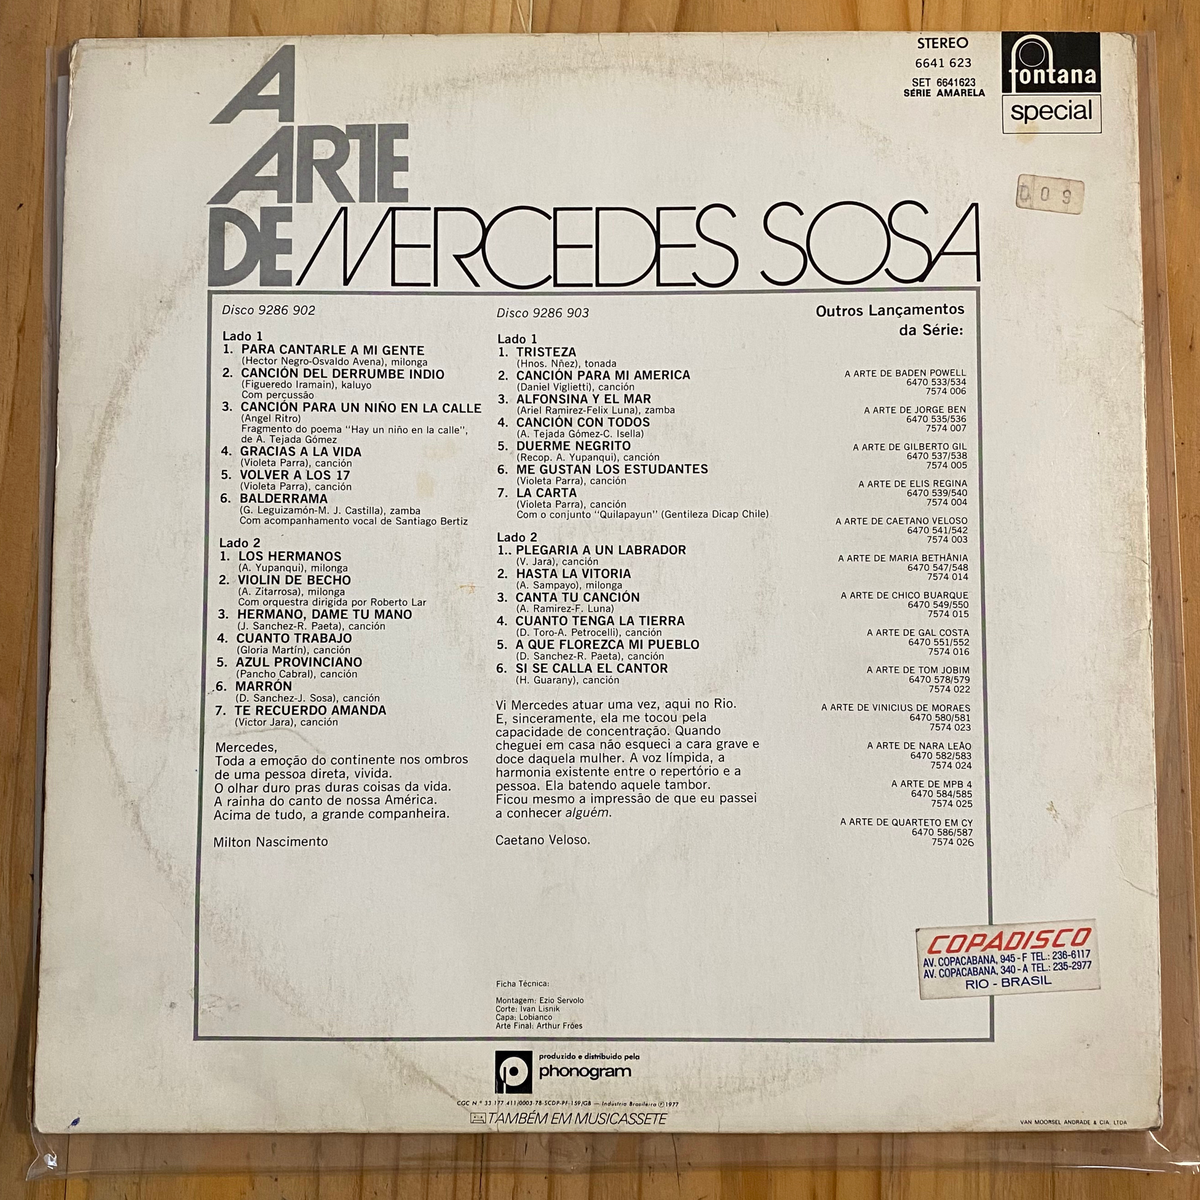 A
ARTE
DE MERCEDES SOSA
STEREO
6641 623
SET 6641623
SÉRIE AMARELA
fontana
special
009
Disco 9286 902
Lado 1
1. PARA CANTARLE A MI GENTE
(Hector Negro-Osvaldo Avena), milonga
2. CANCIÓN DEL DERRUMBE INDIO
(Figueredo Iramain), kaluyo
Com percussão
3. CANCIÓN PARA UN NIÑO EN LA CALLE
(Angel Ritro)
Fragmento do poema "Hay un niño en la calle",
de A. Tejada Gómez
4. GRACIAS A LA VIDA
(Violeta Parra), canción
5. VOLVER A LOS 17
(Violeta Parra), canción
6. BALDERRAMA
(G. Leguizamón-M. J. Castilla), zamba
Com acompanhamento vocal de Santiago Bertiz
Lado 2
1. LOS HERMANOS
(A. Yupanqui), milonga
2. VIOLIN DE BECHO
(A. Zitarrosa), milonga
Com orquestra dirigida por Roberto Lar
3. HERMANO, DAME TU MANO
(J. Sanchez-R. Paeta), canción
4. CUANTO TRABAJO
(Gloria Martín), canción
5. AZUL PROVINCIANO
(Pancho Cabral), canción
6. MARRÓN
(D. Sanchez-J. Sosa), canción
7. TE RECUERDO AMANDA
(Victor Jara), canción
Mercedes,
Toda a emoção do continente nos ombros
de uma pessoa direta, vivida.
O olhar duro pras duras coisas da vida.
A rainha do canto de nossa América.
Acima de tudo, a grande companheira.
Milton Nascimento
Disco 9286 903
Lado 1
1. TRISTEZA
(Hnos. Nñez), tonada
2. CANCIÓN PARA MI AMERICA
(Daniel Viglietti), canción
3. ALFONSINA Y EL MAR
(Ariel Ramirez-Felix Luna), zamba
4. CANCIÓN CON TODOS
(A. Tejada Gómez-C. Isella)
5. DUERME NEGRITO
(Recop. A. Yupanqui), canción
6. ME GUSTAN LOS ESTUDANTES
(Violeta Parra), canción
7. LA CARTA
(Violeta Parra), canción
Com o conjunto "Quilapayun" (Gentileza Dicap Chile)
Lado 2
1.. PLEGARIA A UN LABRADOR
(V. Jara), canción
2. HASTA LA VITORIA
(A. Sampayo), milonga
3. CANTA TU CANCIÓN
(A. Ramirez-F. Luna)
4. CUANTO TENGA LA TIERRA
(D. Toro-A. Petrocelli), canción
5. A QUE FLOREZCA MI PUEBLO
(D. Sanchez-R. Paeta), canción
6. SI SE CALLA EL CANTOR
(H. Guarany), canción
Vi Mercedes atuar uma vez, aqui no Rio.
E, sinceramente, ela me tocou pela
capacidade de concentração. Quando
cheguei em casa não esqueci a cara grave e
doce daquela mulher. A voz límpida, a
harmonia existente entre o repertório e a
pessoa. Ela batendo aquele tambor.
Ficou mesmo a impressão de que eu passei
a conhecer alguém.
Caetano Veloso.
Outros Lançamentos
da Série:
A ARTE DE BADEN POWELL
6470 533/534
7574 006
A ARTE DE JORGE BEN
6470 535/536
7574 007
A ARTE DE GILBERTO GIL
6470 537/538
7574 005
A ARTE DE ELIS REGINA
6470 539/540
7574 004
A ARTE DE CAETANO VELOSO
6470 541/542
7574 003
A ARTE DE MARIA BETHÂNIA
6470 547/548
7574 014
A ARTE DE CHICO BUARQUE
6470 549/550
7574 015
A ARTE DE GAL COSTA
6470 551/552
7574 016
A ARTE DE TOM JOBIM
6470 578/579
7574 022
A ARTE DE VINICIUS DE MORAES
6470 580/581
7574 023
A ARTE DE NARA LEÃO
6470 582/583
7574 024
A ARTE DE MPB 4
6470 584/585
7574 025
A ARTE DE QUARTETO EM CY
6470 586/587
7574 026
COPADISCO
AV. COPACABANA, 945 - F TEL.: 236-6117
AV. COPACABANA, 340 - A TEL.: 235-2977
RIO - BRASIL
Ficha Técnica:
Montagem: Ezio Servolo
Corte: Ivan Lisnik
Capa: Lobianco
Arte Final: Arthur Fróes
produzido e distribuído pela
phonogram
CGC N.º 33 177 411/0003-78-SCDP-PF-159/GB — Indústria Brasileira ℗ 1977
TAMBÉM EM MUSICASSETE
VAN MOORSEL ANDRADE & CIA. LTDA